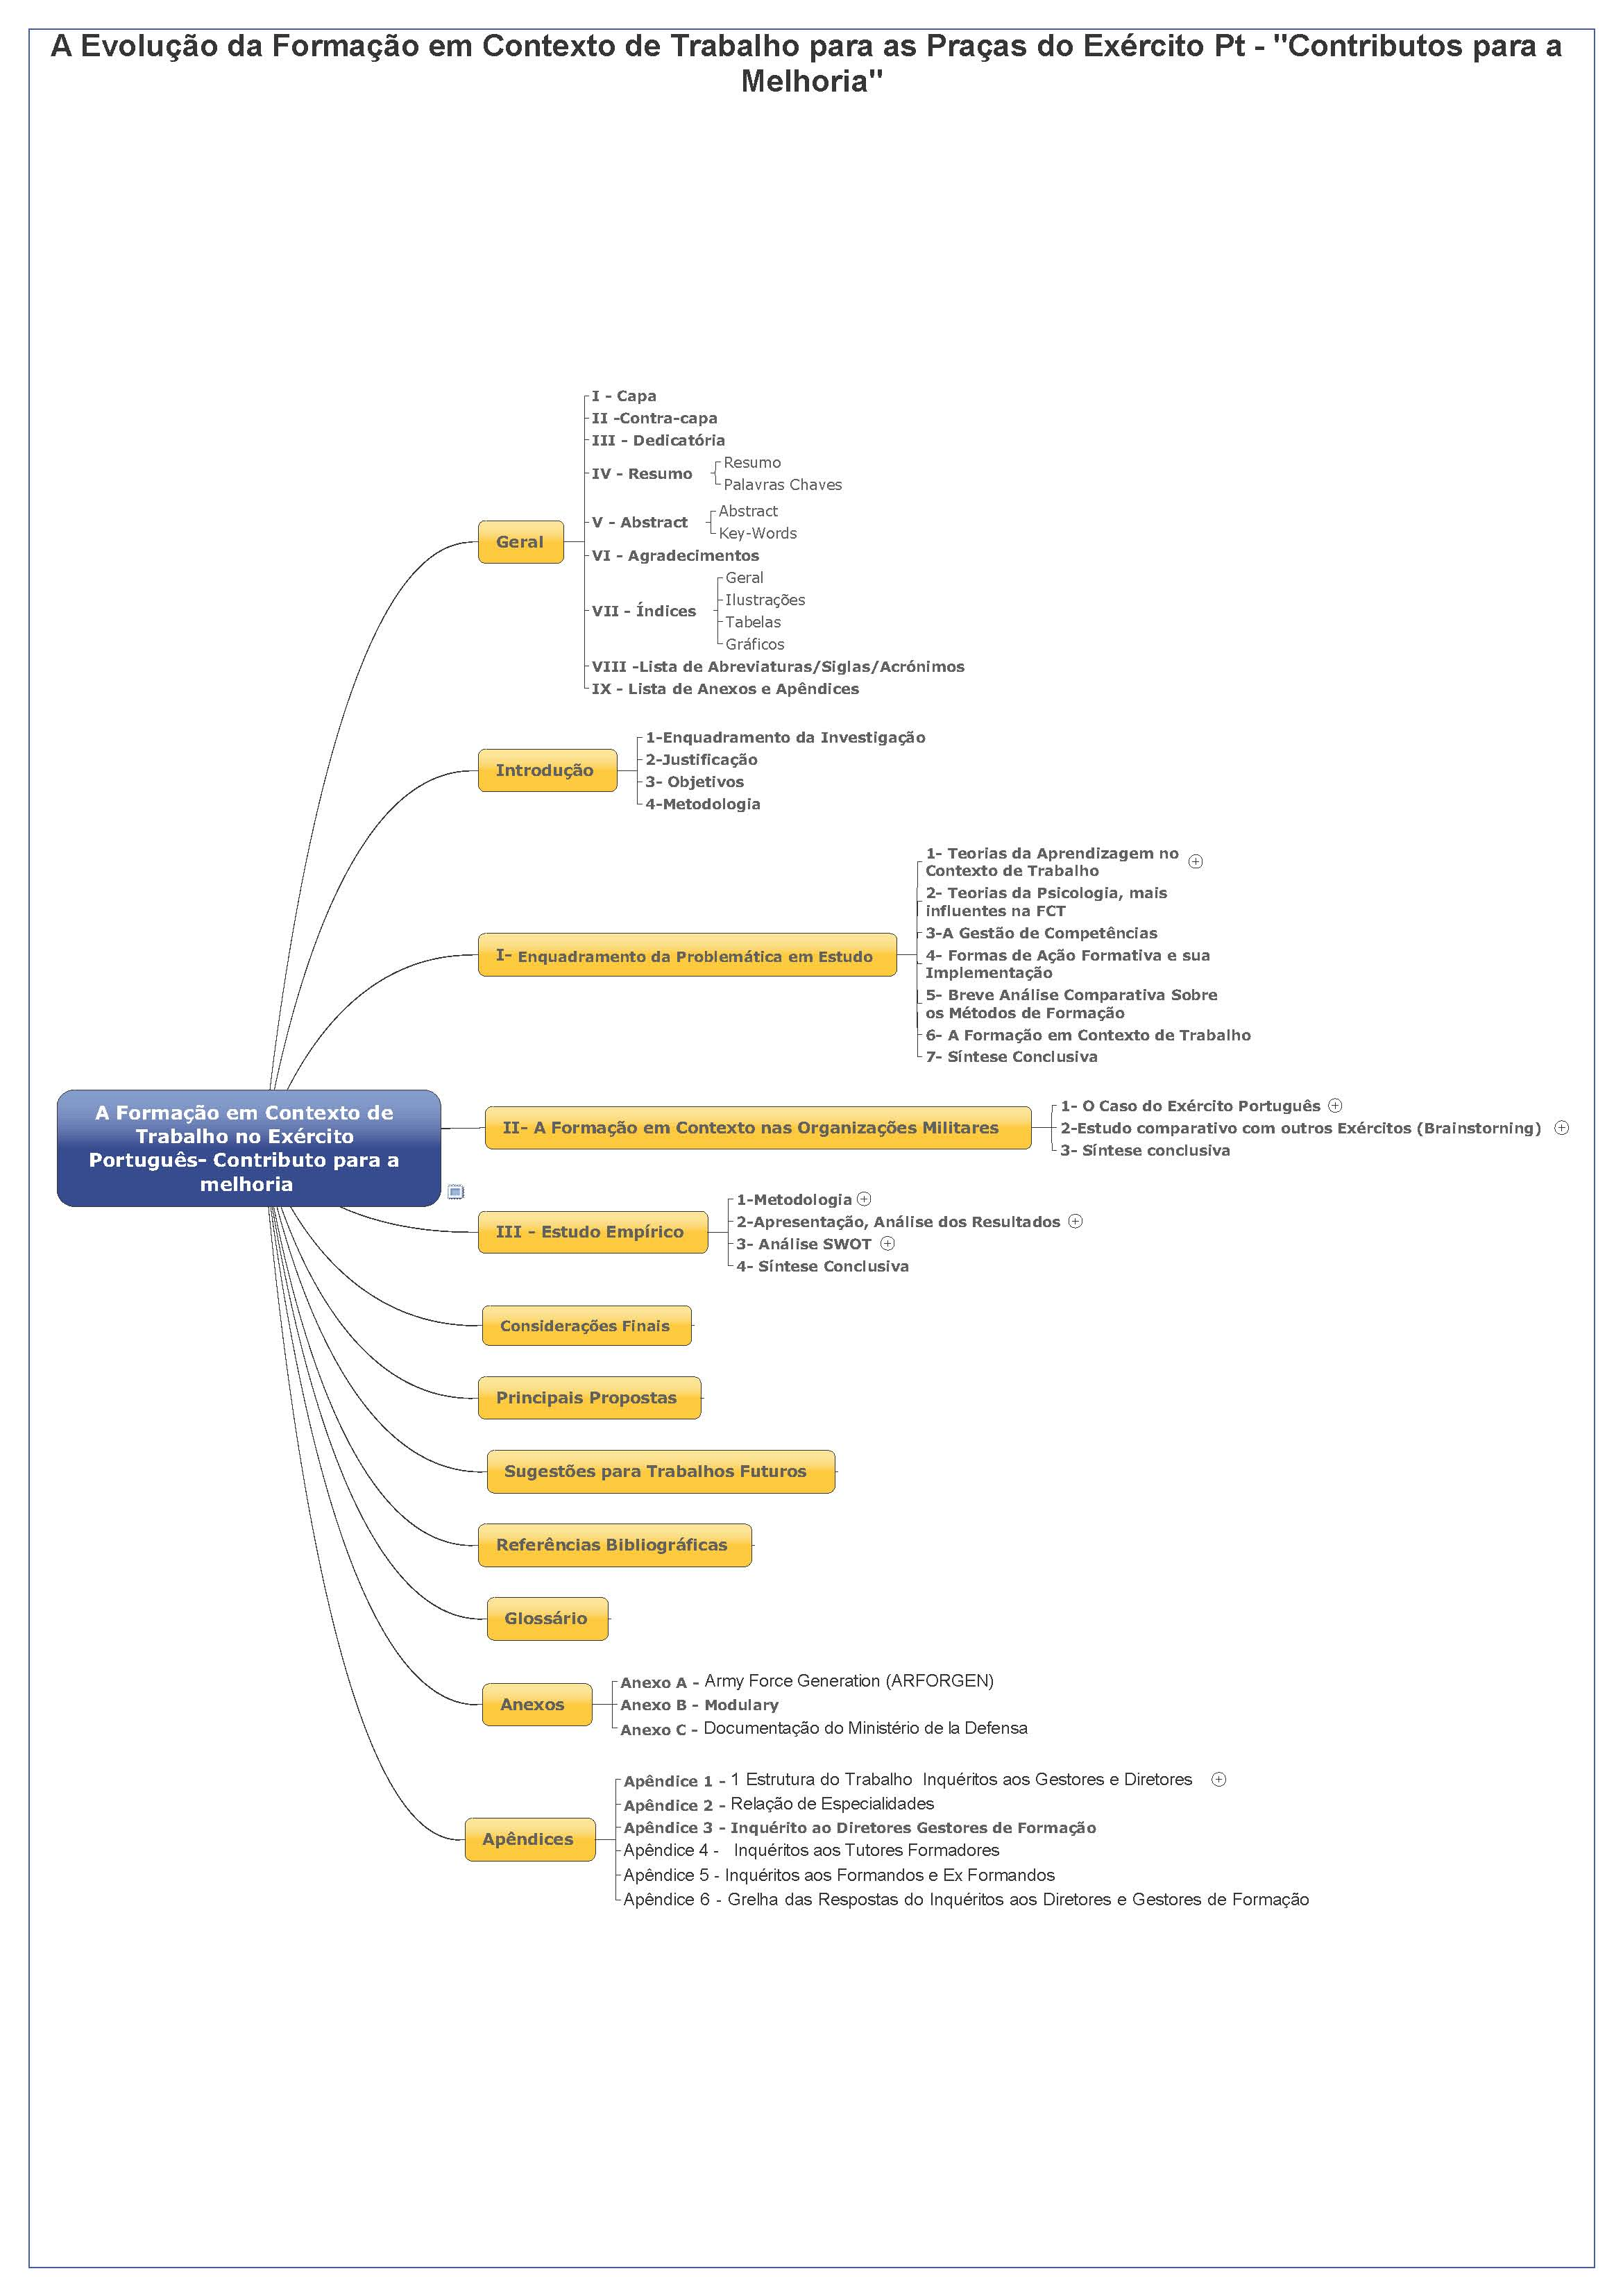 A Evolução da Formação em Contexto de Trabalho para as Praças do Exército Pt - "Contributos para a
Melhoria"
A Formação em Contexto de
Trabalho no Exército
Português- Contributo para a
melhoria
Geral
I - Capa
II -Contra-capa
III - Dedicatória
IV - Resumo
Resumo
Palavras Chaves
V - Abstract
Abstract
Key-Words
VI - Agradecimentos
VII - Índices
Geral
Ilustrações
Tabelas
Gráficos
VIII -Lista de Abreviaturas/Siglas/Acrónimos
IX - Lista de Anexos e Apêndices
Introdução
1-Enquadramento da Investigação
2-Justificação
3- Objetivos
4-Metodologia
I- Enquadramento da Problemática em Estudo
1- Teorias da Aprendizagem no
Contexto de Trabalho
2- Teorias da Psicologia, mais
influentes na FCT
3-A Gestão de Competências
4- Formas de Ação Formativa e sua
Implementação
5- Breve Análise Comparativa Sobre
os Métodos de Formação
6- A Formação em Contexto de Trabalho
7- Síntese Conclusiva
II- A Formação em Contexto nas Organizações Militares
1- O Caso do Exército Português
2-Estudo comparativo com outros Exércitos (Brainstorning)
3- Síntese conclusiva
III - Estudo Empírico
1-Metodologia
2-Apresentação, Análise dos Resultados
3- Análise SWOT
4- Síntese Conclusiva
Considerações Finais
Principais Propostas
Sugestões para Trabalhos Futuros
Referências Bibliográficas
Glossário
Anexos
Anexo A - Army Force Generation (ARFORGEN)
Anexo B - Modulary
Anexo C - Documentação do Ministério de la Defensa
Apêndices
Apêndice 1 - 1 Estrutura do Trabalho Inquéritos aos Gestores e Diretores
Apêndice 2 - Relação de Especialidades
Apêndice 3 - Inquérito ao Diretores Gestores de Formação
Apêndice 4 - Inquéritos aos Tutores Formadores
Apêndice 5 - Inquéritos aos Formandos e Ex Formandos
Apêndice 6 - Grelha das Respostas do Inquéritos aos Diretores e Gestores de Formação